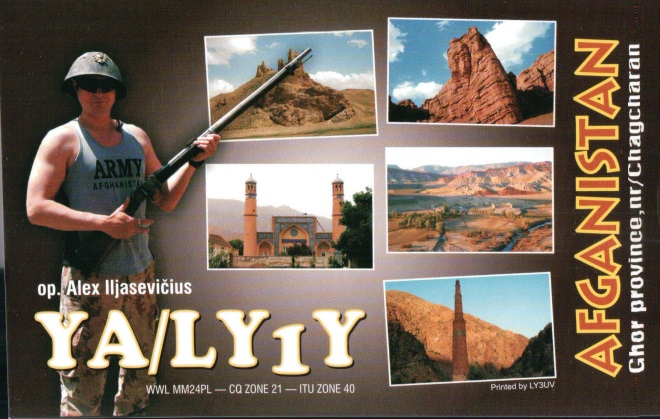 ARMY
AFGHANISTAN
op. Alex Iljasevičius
YA/LY1Y
WWL MM24PL — CQ ZONE 21 — ITU ZONE 40
Printed by LY3UV
AFGANISTAN
Ghor province,nr/Chagcharan